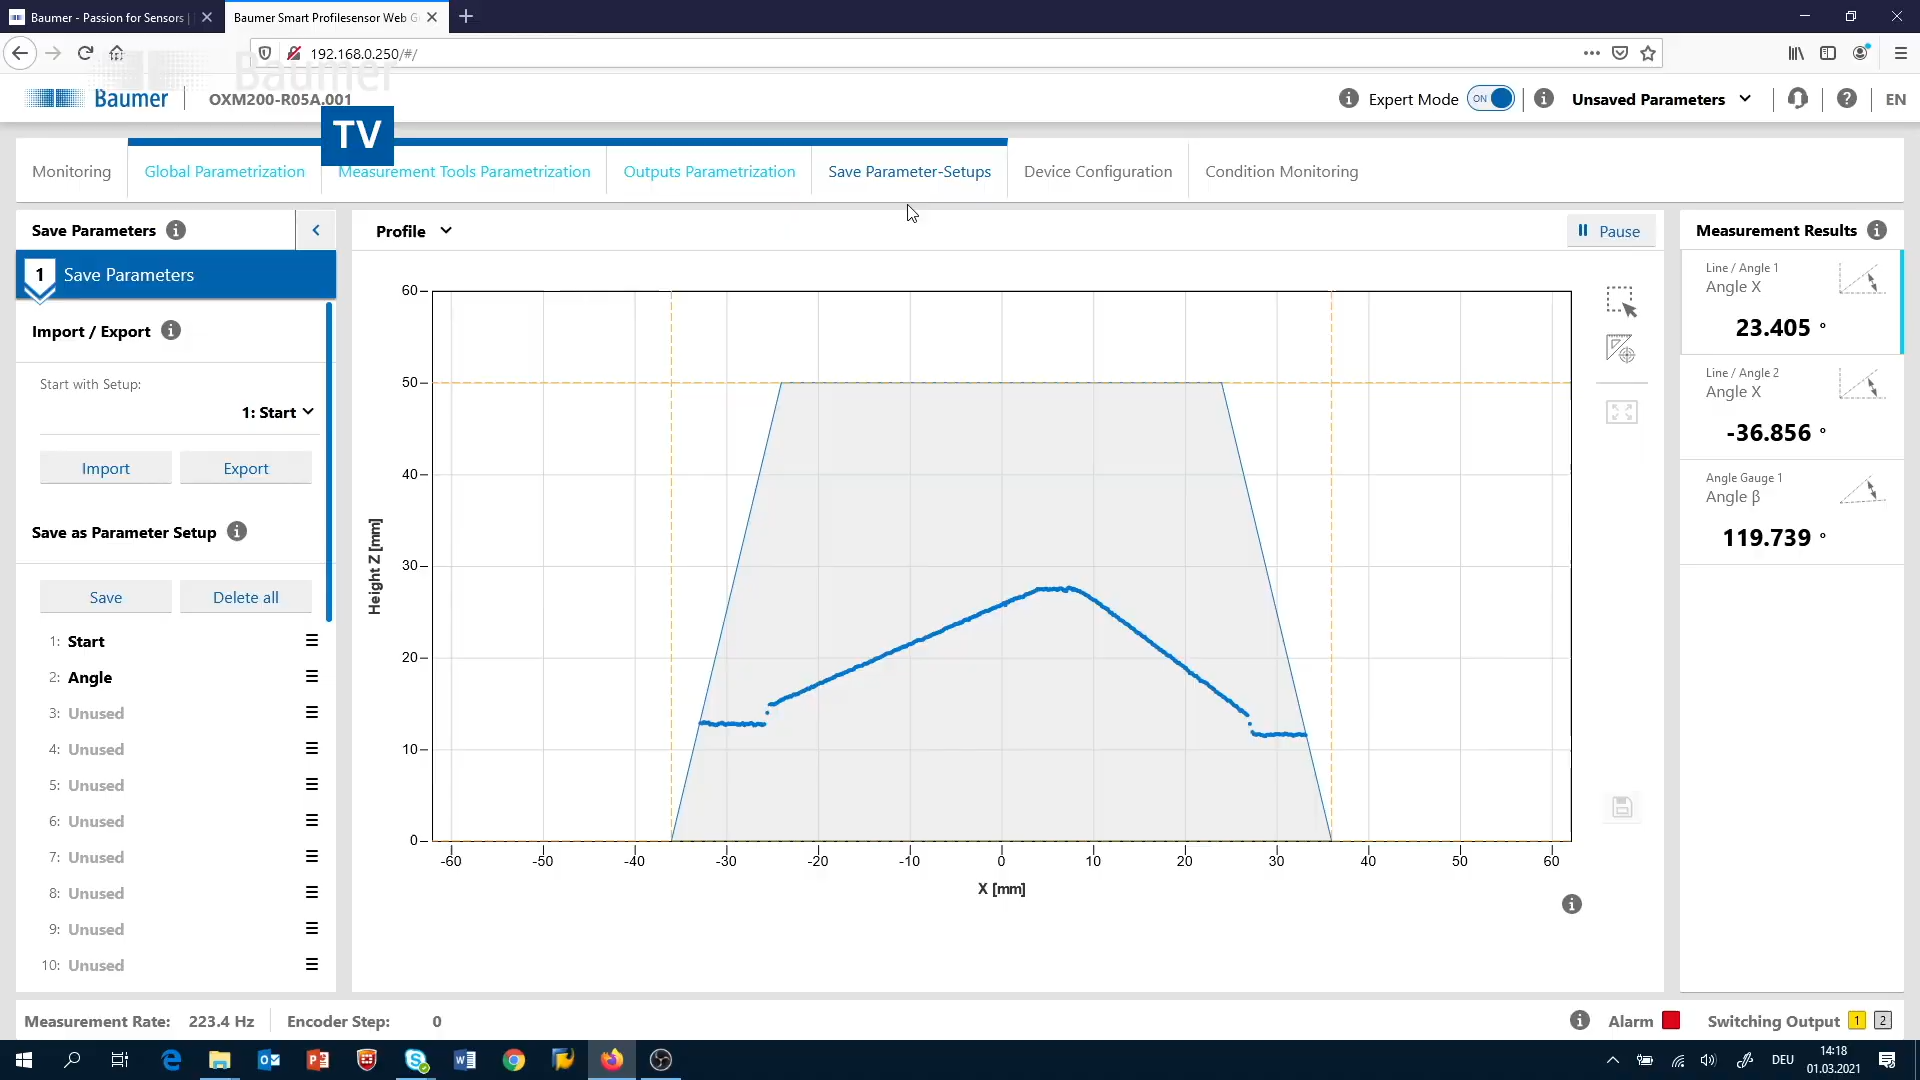 Baumer - Passion for Sensors |
Baumer Smart Profilesensor Web G
192.168.0.250/#/
Baumer
Baumer
OXM200-R05A.001
TV
Expert Mode
ON
Unsaved Parameters
EN
Monitoring
Global Parametrization
Measurement Tools Parametrization
Outputs Parametrization
Save Parameter-Setups
Device Configuration
Condition Monitoring
Save Parameters
1
Save Parameters
Import / Export
Start with Setup:
1: Start
Import
Export
Save as Parameter Setup
Save
Delete all
1: Start
2: Angle
3: Unused
4: Unused
5: Unused
6: Unused
7: Unused
8: Unused
9: Unused
10: Unused
Profile
Pause
60
50
40
30
20
10
0
Height Z [mm]
-60 -50 -40 -30 -20 -10 0 10 20 30 40 50 60
X [mm]
Measurement Results
Line / Angle 1
Angle X
23.405 °
Line / Angle 2
Angle X
-36.856 °
Angle Gauge 1
Angle β
119.739 °
Measurement Rate: 223.4 Hz
Encoder Step: 0
Alarm
Switching Output 1 2
DEU
14:18
01.03.2021